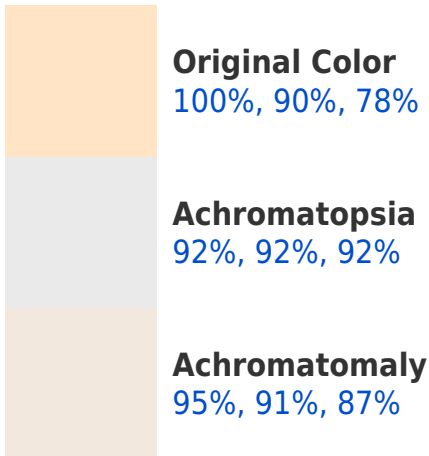 Original Color
100%, 90%, 78%
Achromatopsia
92%, 92%, 92%
Achromatomaly
95%, 91%, 87%